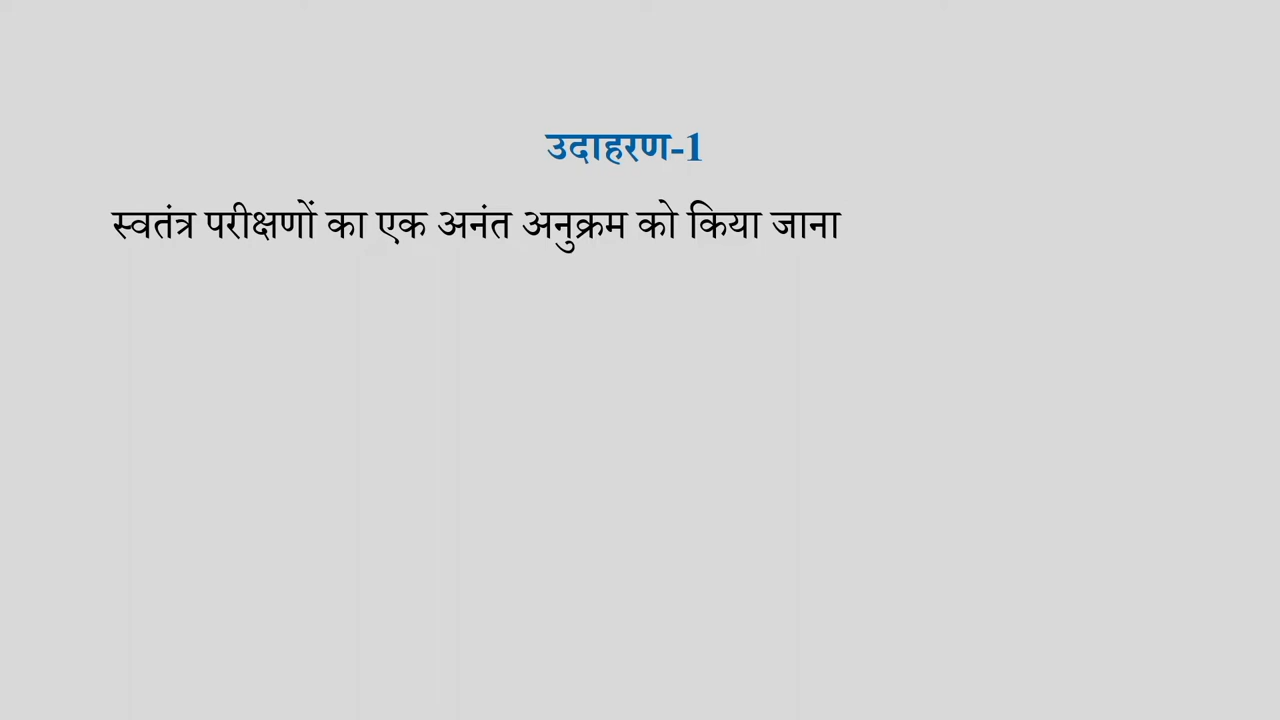 उदाहरण-1
स्वतंत्र परीक्षणों का एक अनंत अनुक्रम को किया जाना